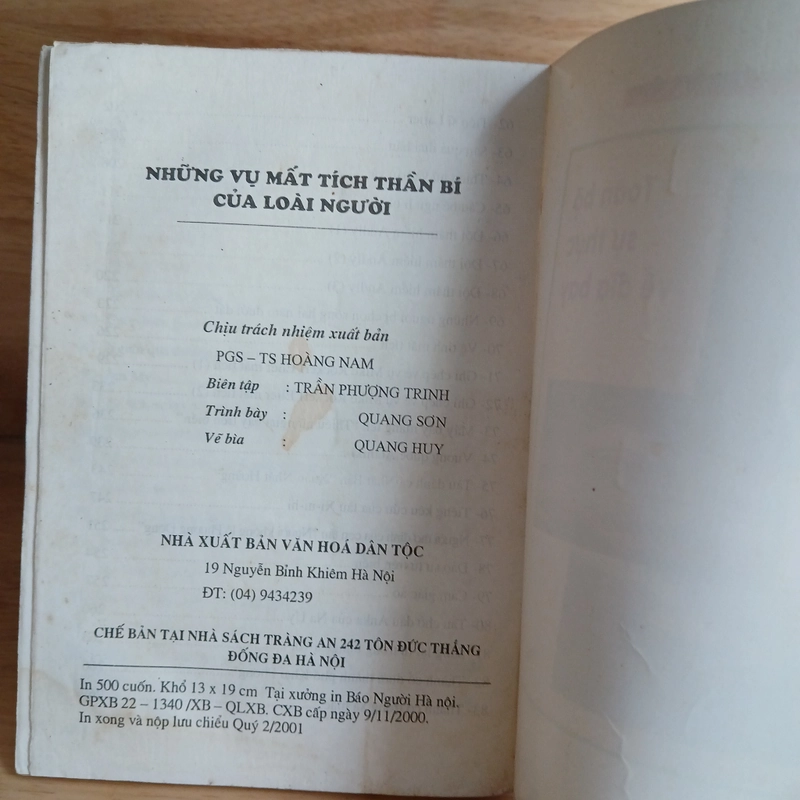 NHỮNG VỤ MẤT TÍCH THẦN BÍ
CỦA LOÀI NGƯỜI
Chịu trách nhiệm xuất bản
PGS – TS HOÀNG NAM
Biên tập : TRẦN PHƯỢNG TRINH
Trình bày : QUANG SƠN
Vẽ bìa : QUANG HUY
NHÀ XUẤT BẢN VĂN HOÁ DÂN TỘC
19 Nguyễn Bỉnh Khiêm Hà Nội
ĐT: (04) 9434239
CHẾ BẢN TẠI NHÀ SÁCH TRÀNG AN 242 TÔN ĐỨC THẮNG
ĐỐNG ĐA HÀ NỘI
In 500 cuốn. Khổ 13 x 19 cm Tại xưởng in Báo Người Hà nội.
GPXB 22 – 1340 /XB – QLXB. CXB cấp ngày 9/11/2000.
In xong và nộp lưu chiểu Quý 2/2001